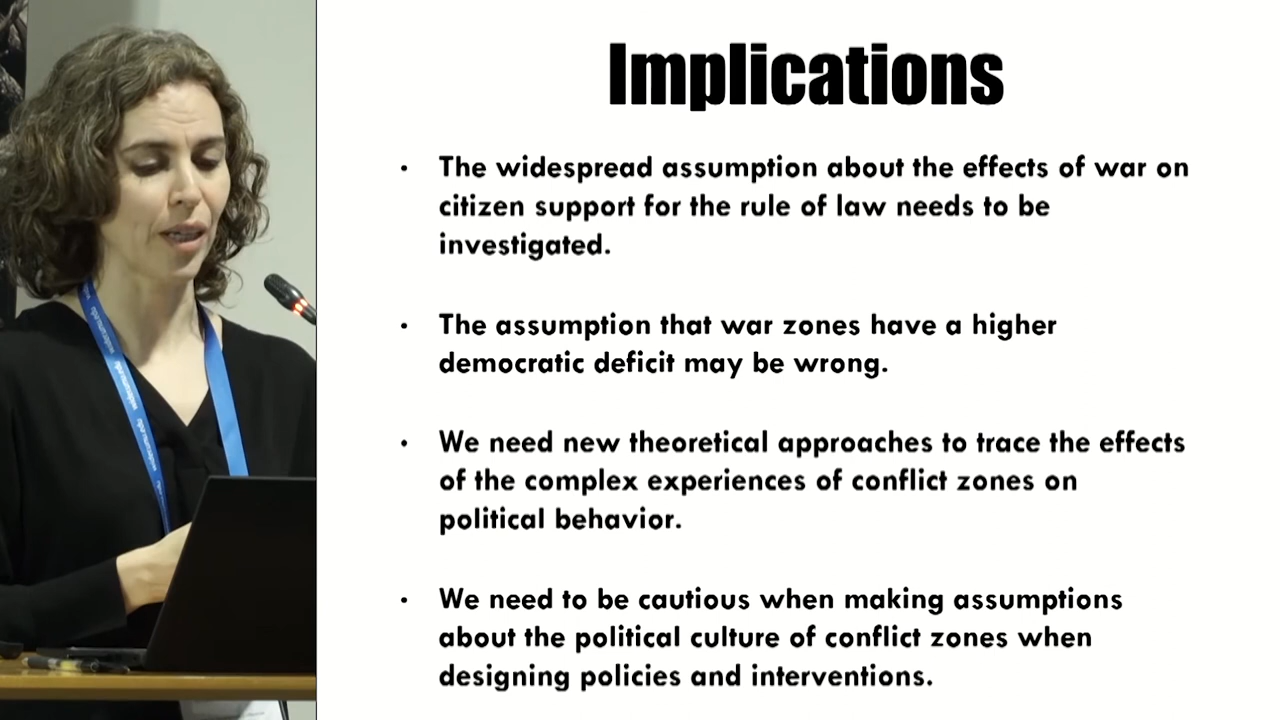 Implications
• The widespread assumption about the effects of war on
citizen support for the rule of law needs to be
investigated.
• The assumption that war zones have a higher
democratic deficit may be wrong.
• We need new theoretical approaches to trace the effects
of the complex experiences of conflict zones on
political behavior.
• We need to be cautious when making assumptions
about the political culture of conflict zones when
designing policies and interventions.